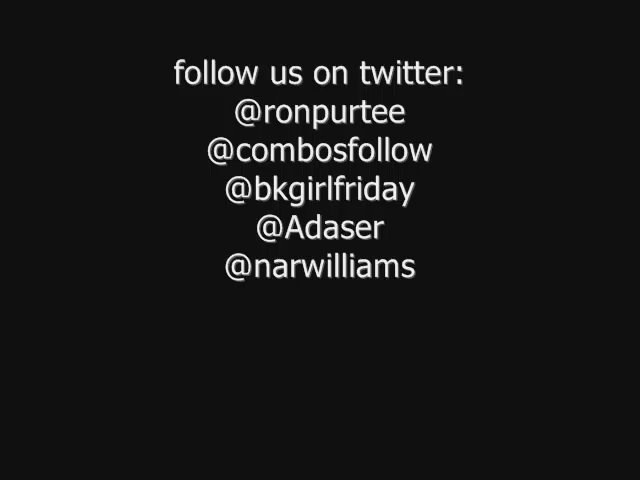 follow us on twitter:
@ronpurtee
@combosfollow
@bkgirlfriday
@Adaser
@narwilliams